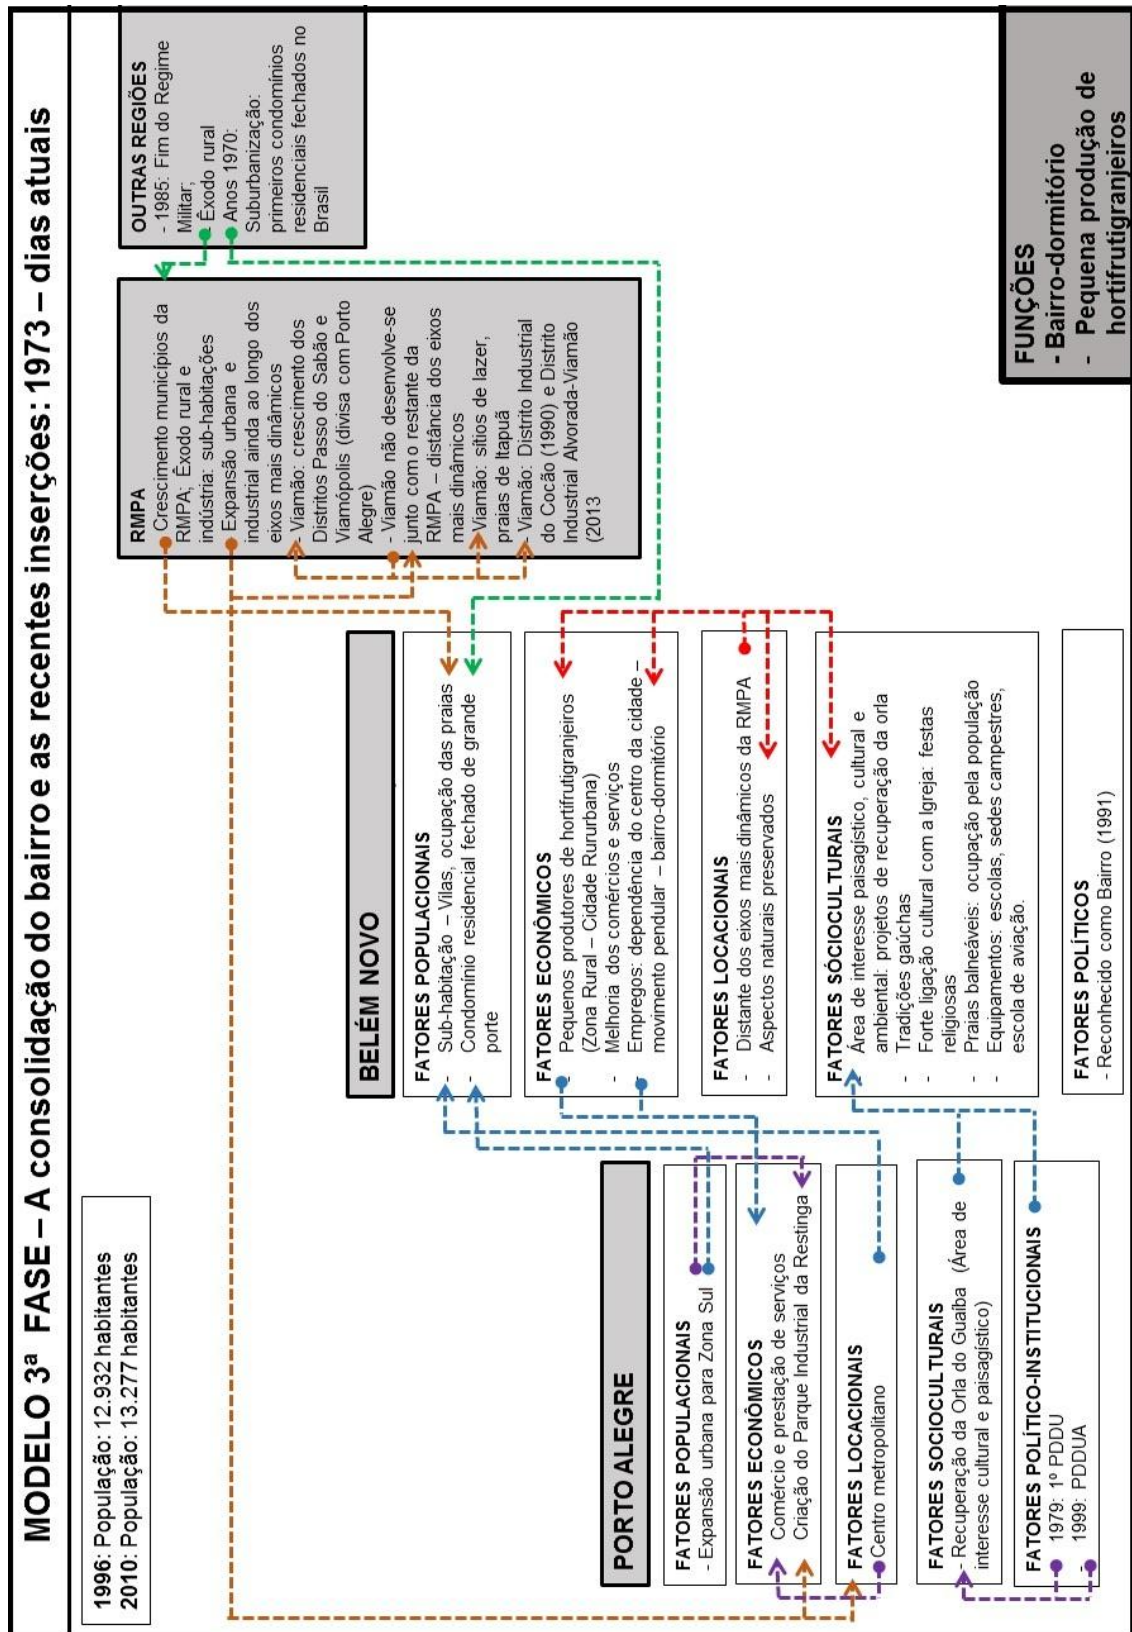 MODELO 3ª FASE – A consolidação do bairro e as recentes inserções: 1973 – dias atuais
1996: População: 12.932 habitantes
2010: População: 13.277 habitantes
PORTO ALEGRE
FATORES POPULACIONAIS
- Expansão urbana para Zona Sul
FATORES ECONÔMICOS
Comércio e prestação de serviços
Criação do Parque Industrial da Restinga
FATORES LOCACIONAIS
Centro metropolitano
FATORES SOCIOCULTURAIS
- Recuperação da Orla do Guaíba (Área de
interesse cultural e paisagístico)
FATORES POLÍTICO-INSTITUCIONAIS
1979: 1º PDDU
- 1999: PDDUA
BELÉM NOVO
FATORES POPULACIONAIS
- Sub-habitação – Vilas, ocupação das praias
- Condomínio residencial fechado de grande
porte
FATORES ECONÔMICOS
- Pequenos produtores de hortifrutigranjeiros
(Zona Rural – Cidade Rururbana)
- Melhoria dos comércios e serviços
- Empregos: dependência do centro da cidade –
movimento pendular – bairro-dormitório
FATORES LOCACIONAIS
- Distante dos eixos mais dinâmicos da RMPA
- Aspectos naturais preservados
FATORES SÓCIOCULTURAIS
- Área de interesse paisagístico, cultural e
ambiental: projetos de recuperação da orla
- Tradições gaúchas
- Forte ligação cultural com a Igreja: festas
religiosas
- Praias balneáveis: ocupação pela população
- Equipamentos: escolas, sedes campestres,
escola de aviação.
FATORES POLÍTICOS
- Reconhecido como Bairro (1991)
RMPA
Crescimento municípios da
RMPA; Êxodo rural e
indústria: sub-habitações
Expansão urbana e
industrial ainda ao longo dos
eixos mais dinâmicos
- Viamão: crescimento dos
Distritos Passo do Sabão e
Viamópolis (divisa com Porto
Alegre)
- Viamão não desenvolve-se
junto com o restante da
RMPA – distância dos eixos
mais dinâmicos
- Viamão: sítios de lazer,
praias de Itapuã
- Viamão: Distrito Industrial
do Cocão (1990) e Distrito
Industrial Alvorada-Viamão
(2013
OUTRAS REGIÕES
- 1985: Fim do Regime
Militar;
- Êxodo rural
Anos 1970:
Suburbanização:
primeiros condomínios
residenciais fechados no
Brasil
FUNÇÕES
- Bairro-dormitório
- Pequena produção de
hortifrutigranjeiros